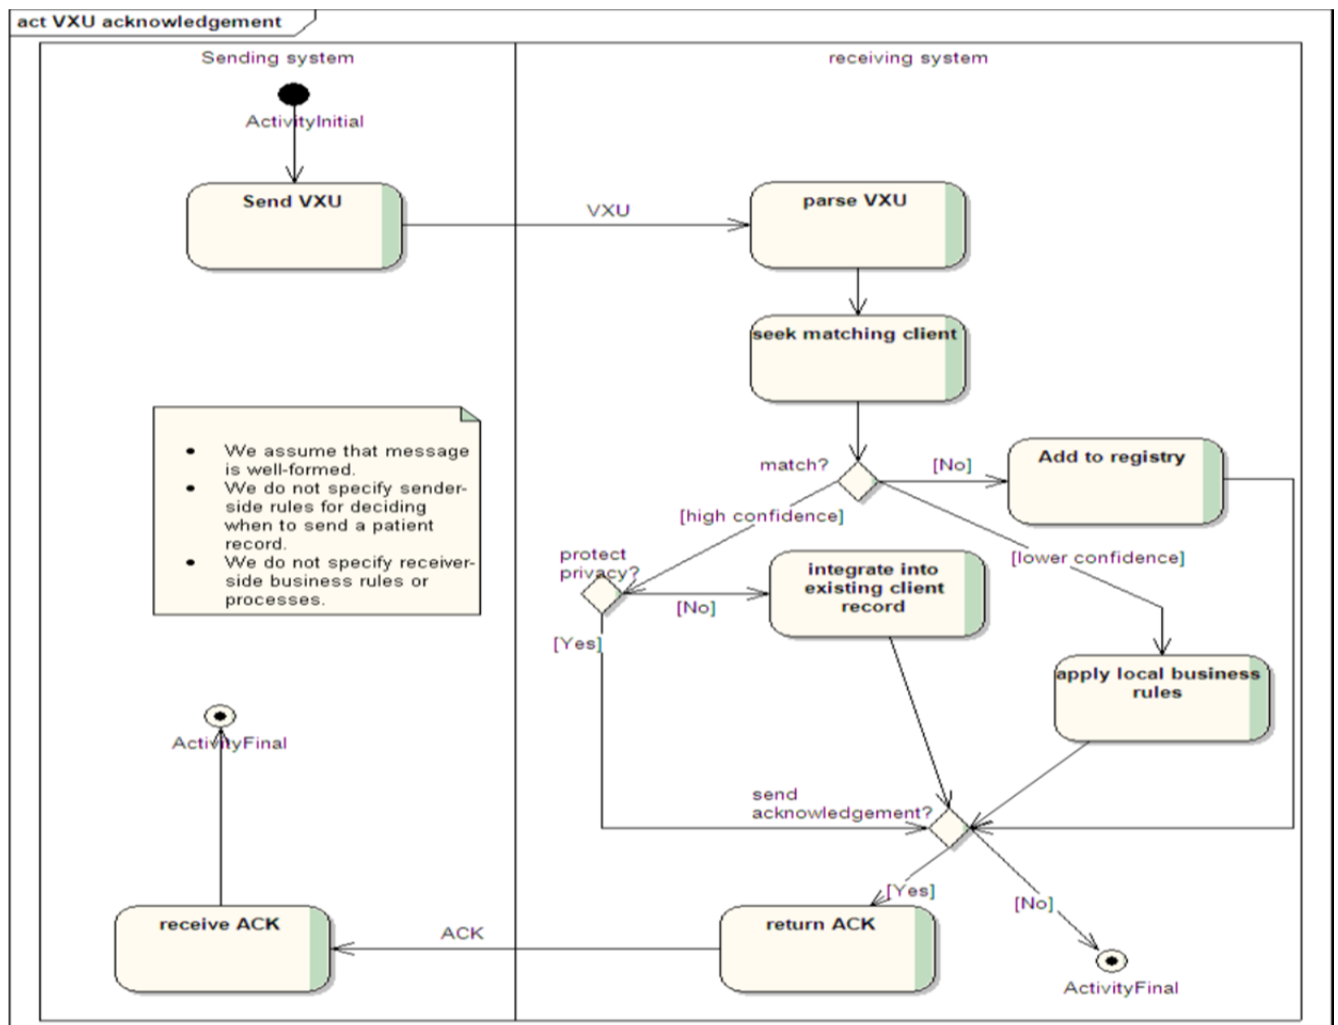 act VXU acknowledgement
Sending system
receiving system
ActivityInitial
Send VXU
VXU
parse VXU
seek matching client
match?
[No]
Add to registry
[high confidence]
[lower confidence]
• We assume that message
is well-formed.
• We do not specify sender-
side rules for deciding
when to send a patient
record.
• We do not specify receiver-
side business rules or
processes.
protect
privacy?
[No]
integrate into
existing client
record
[Yes]
apply local business
rules
ActivityFinal
send
acknowledgement?
[Yes]
[No]
receive ACK
ACK
return ACK
ActivityFinal